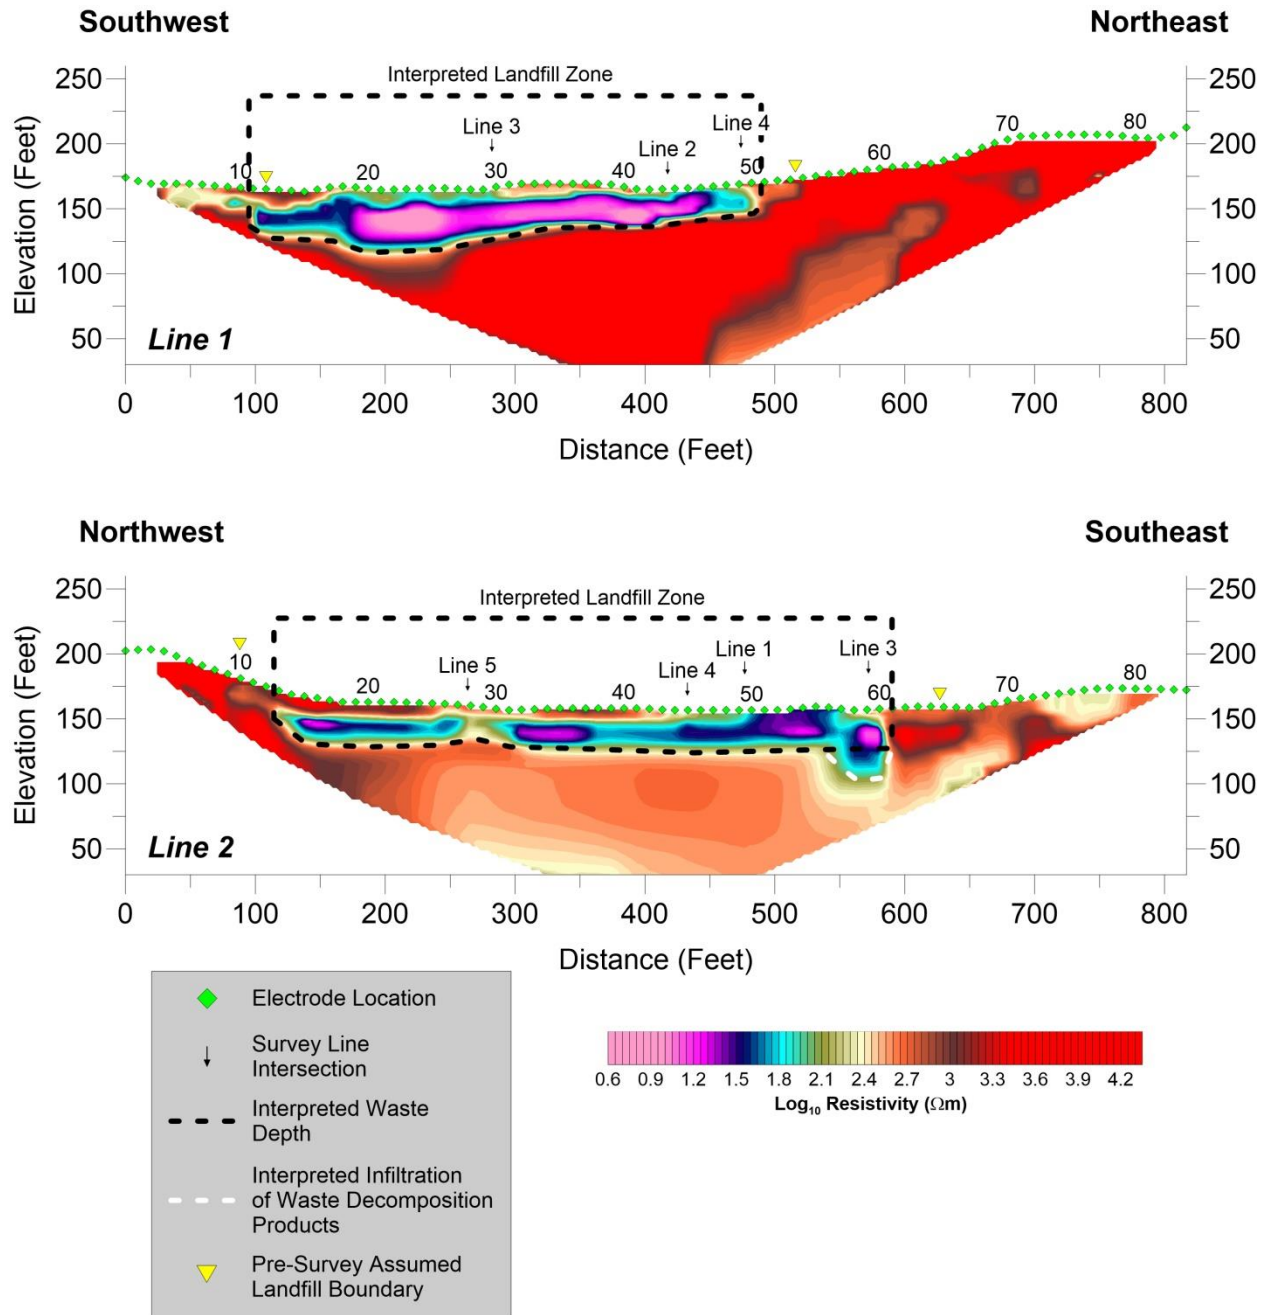 Southwest
Northeast
Interpreted Landfill Zone
Line 3
Line 4
Line 2
10
20
30
40
50
60
70
80
250
200
150
100
50
250
200
150
100
50
Elevation (Feet)
Line 1
0
100
200
300
400
500
600
700
800
Distance (Feet)
Northwest
Southeast
Interpreted Landfill Zone
Line 5
Line 4
Line 1
Line 3
10
20
30
40
50
60
70
80
250
200
150
100
50
250
200
150
100
50
Elevation (Feet)
Line 2
0
100
200
300
400
500
600
700
800
Distance (Feet)
Electrode Location
Survey Line
Intersection
Interpreted Waste
Depth
Interpreted Infiltration
of Waste Decomposition
Products
Pre-Survey Assumed
Landfill Boundary
0.6 0.9 1.2 1.5 1.8 2.1 2.4 2.7 3 3.3 3.6 3.9 4.2
Log₁₀ Resistivity (Ωm)